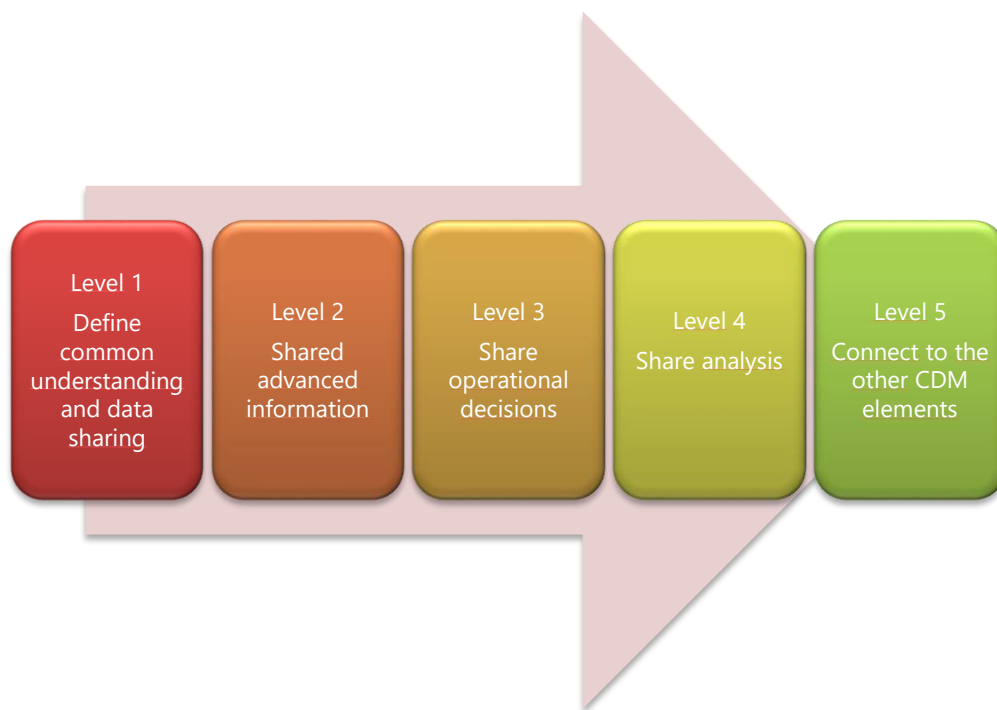 Level 1
Define
common
understanding
and data
sharing
Level 2
Shared
advanced
information
Level 3
Share
operational
decisions
Level 4
Share analysis
Level 5
Connect to the
other CDM
elements